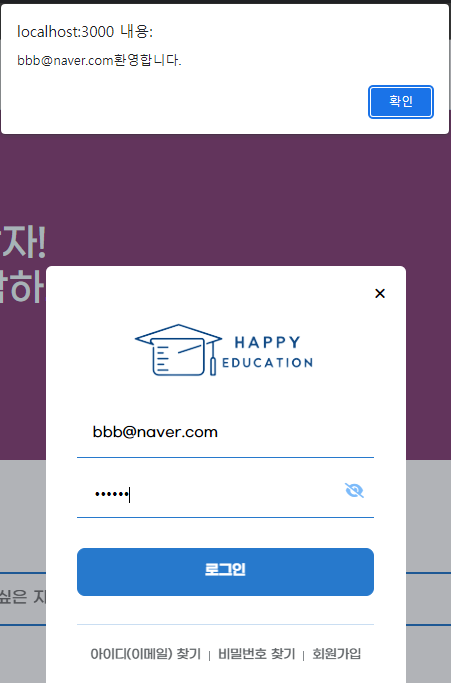 localhost:3000 내용:
bbb@naver.com환영합니다.
확인
자!
하
HAPPY
EDUCATION
bbb@naver.com
••••••
로그인
싶은 지
아이디(이메일) 찾기 | 비밀번호 찾기 | 회원가입